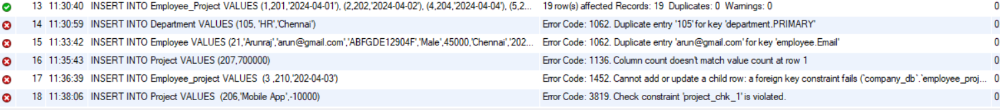 13 11:30:40 INSERT INTO Employee_Project VALUES (1,201,'2024-04-01'), (2,202,'2024-04-02'), (4,204,'2024-04-04'), (5,2... 19 row(s) affected Records: 19 Duplicates: 0 Warnings: 0 0
14 11:30:59 INSERT INTO Department VALUES (105, 'HR','Chennai') Error Code: 1062. Duplicate entry '105' for key 'department.PRIMARY' 0
15 11:33:42 INSERT INTO Employee VALUES (21,'Arunraj','arun@gmail.com','ABFGDE12904F','Male',45000,'Chennai','202... Error Code: 1062. Duplicate entry 'arun@gmail.com' for key 'employee.Email' 0
16 11:35:43 INSERT INTO Project VALUES (207,700000) Error Code: 1136. Column count doesn't match value count at row 1 0
17 11:36:39 INSERT INTO Employee_project VALUES (3 ,210,'202-04-03') Error Code: 1452. Cannot add or update a child row: a foreign key constraint fails (`company_db`.`employee_proj... 0
18 11:38:06 INSERT INTO Project VALUES (206,'Mobile App',-10000) Error Code: 3819. Check constraint 'project_chk_1' is violated. 0